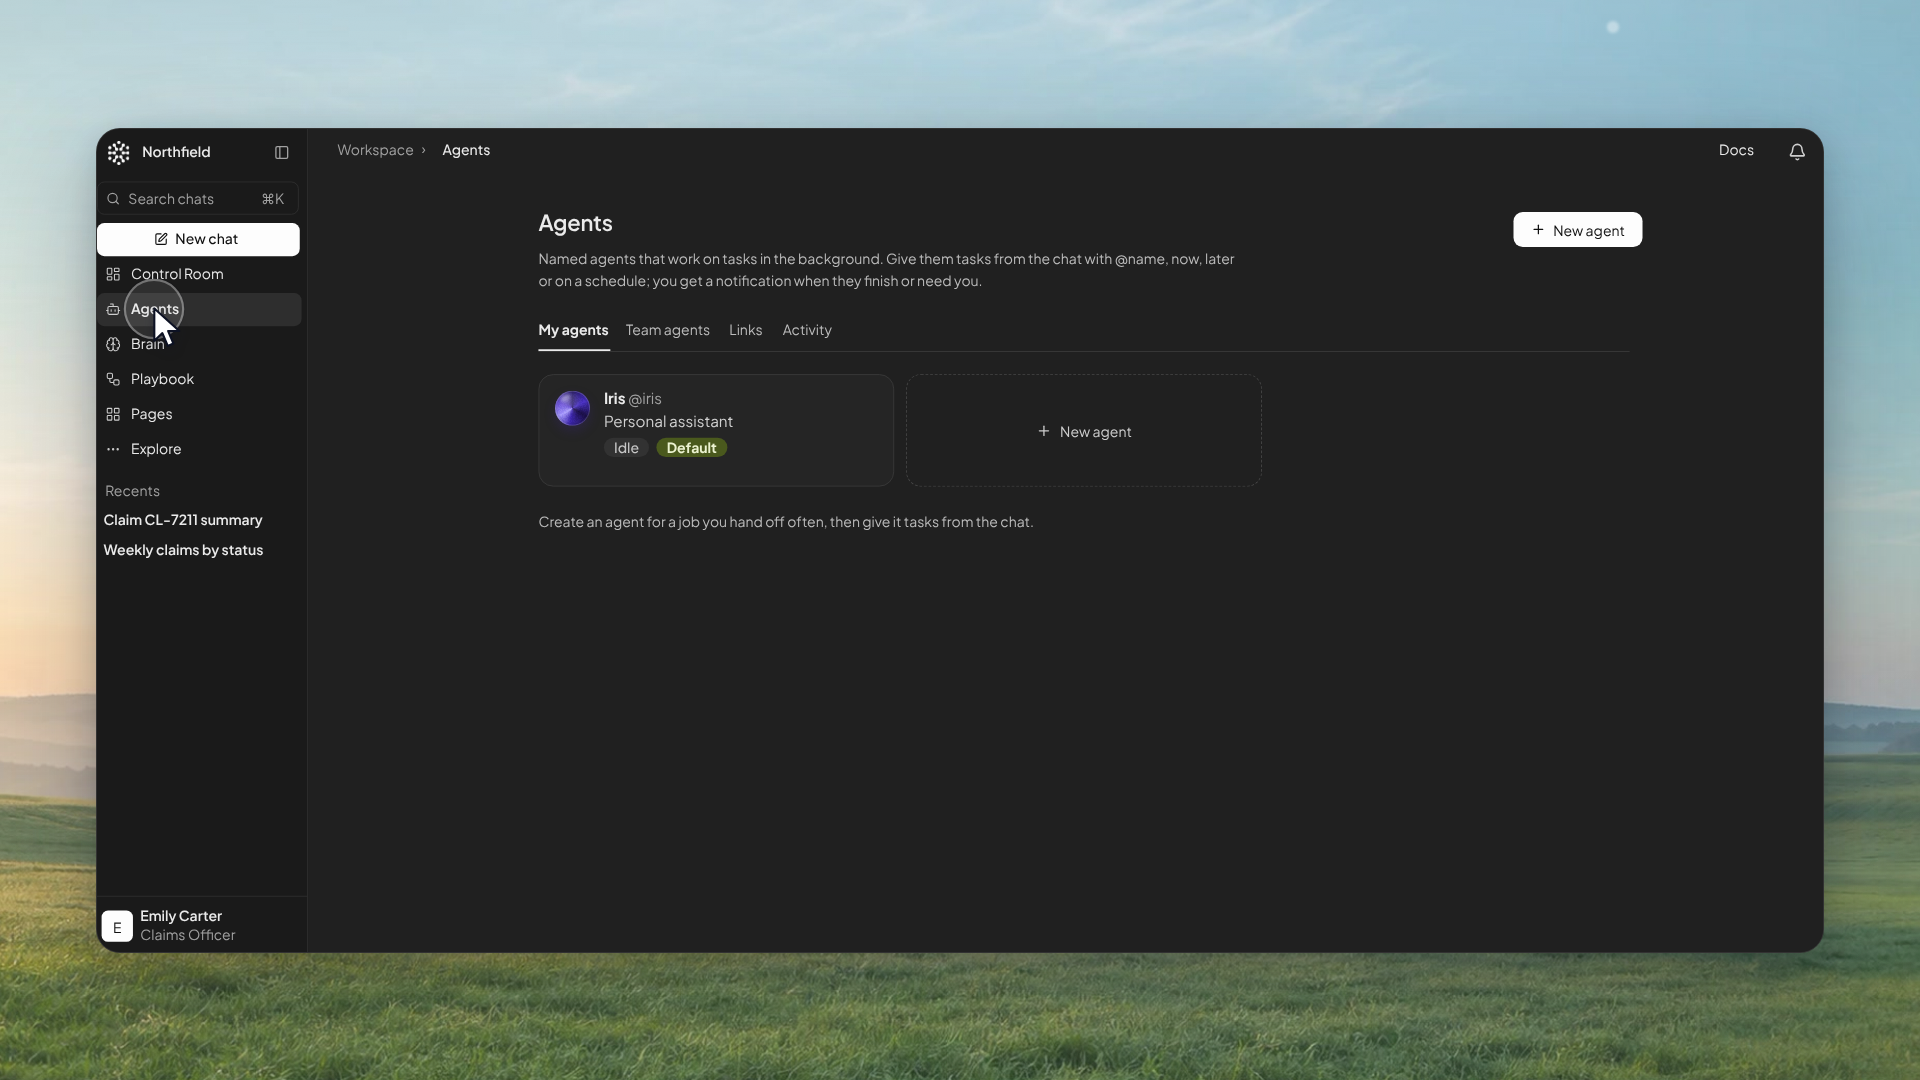 Northfield
Search chats ⌘K
New chat
Control Room
Agents
Brain
Playbook
Pages
Explore
Recents
Claim CL-7211 summary
Weekly claims by status
E
Emily Carter
Claims Officer
Workspace › Agents
Docs
Agents
+ New agent
Named agents that work on tasks in the background. Give them tasks from the chat with @name, now, later
or on a schedule; you get a notification when they finish or need you.
My agents Team agents Links Activity
Iris @iris
Personal assistant
Idle Default
+ New agent
Create an agent for a job you hand off often, then give it tasks from the chat.